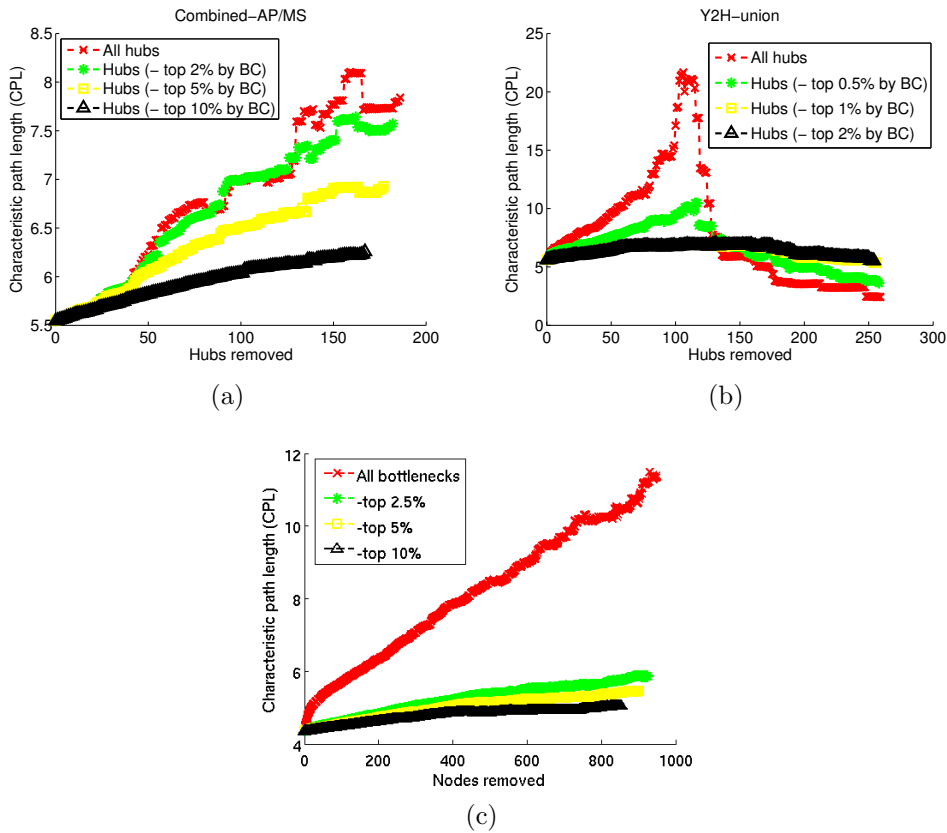 Combined−AP/MS
8.5
8
7.5
7
6.5
6
5.5
0
50
100
150
200
Characteristic path length (CPL)
Hubs removed
All hubs
Hubs (− top 2% by BC)
Hubs (− top 5% by BC)
Hubs (− top 10% by BC)
(a)
Y2H−union
25
20
15
10
5
0
0
50
100
150
200
250
300
Characteristic path length (CPL)
Hubs removed
All hubs
Hubs (− top 0.5% by BC)
Hubs (− top 1% by BC)
Hubs (− top 2% by BC)
(b)
12
10
8
6
4
0
200
400
600
800
1000
Characteristic path length (CPL)
Nodes removed
All bottlenecks
-top 2.5%
-top 5%
-top 10%
(c)